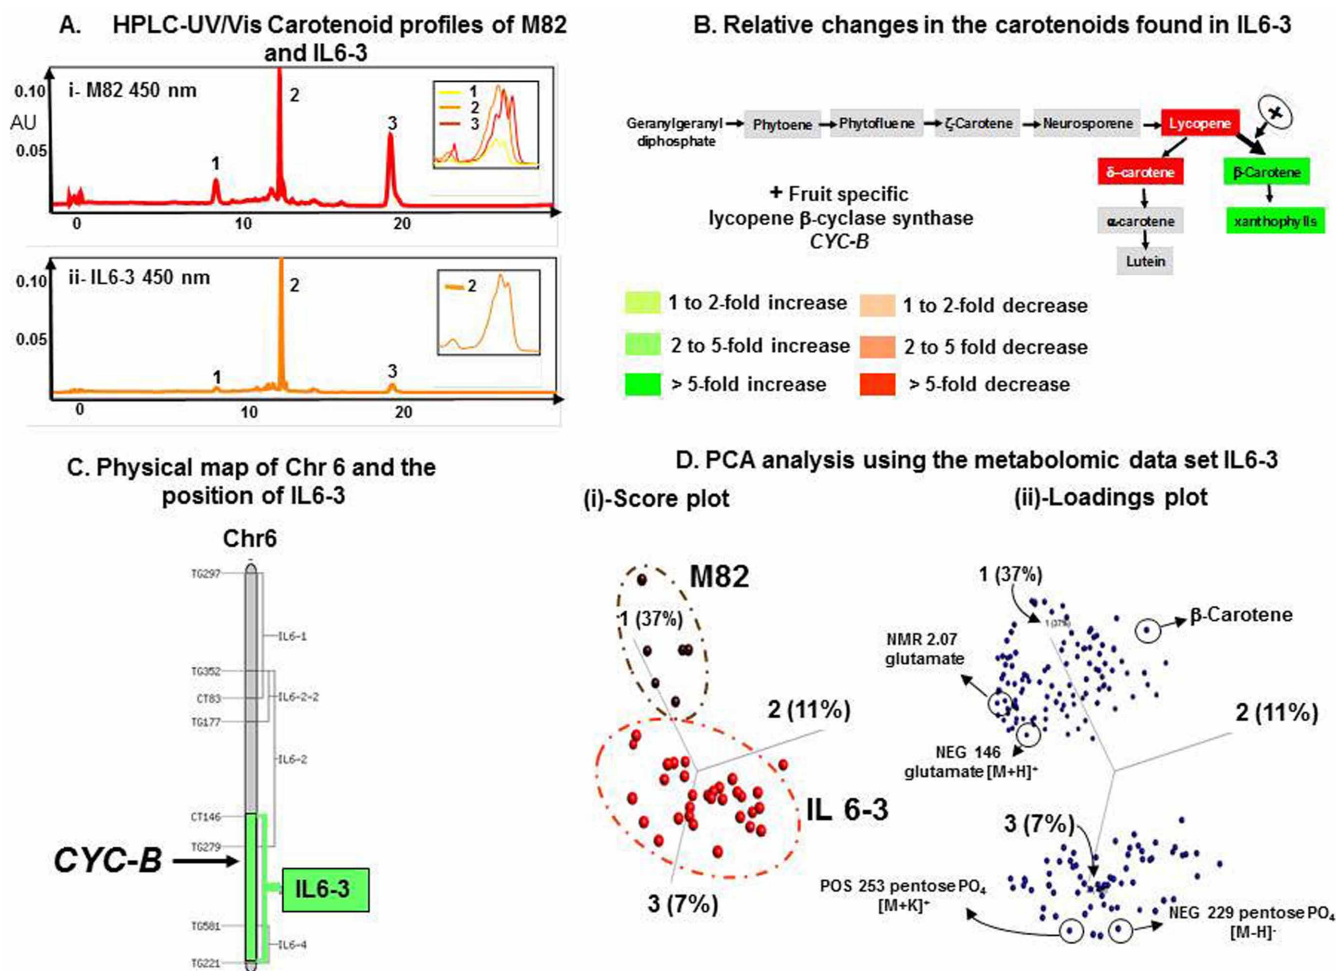 A. HPLC-UV/Vis Carotenoid profiles of M82
and IL6-3
i- M82 450 nm
0.10
AU
0.05
1
2
3
1
2
3
0
10
20
ii- IL6-3 450 nm
0.10
0.05
1
2
3
2
0
10
20
B. Relative changes in the carotenoids found in IL6-3
Geranylgeranyl
diphosphate
Phytoene
Phytofluene
ζ-Carotene
Neurosporene
Lycopene
+
δ-carotene
β-Carotene
α-carotene
xanthophylls
Lutein
+ Fruit specific
lycopene β-cyclase synthase
CYC-B
1 to 2-fold increase
1 to 2-fold decrease
2 to 5-fold increase
2 to 5 fold decrease
> 5-fold increase
> 5-fold decrease
C. Physical map of Chr 6 and the
position of IL6-3
Chr6
TG297
IL6-1
TG352
CT83
IL6-2-2
TG177
IL6-2
CT146
TG279
CYC-B
IL6-3
TG581
IL6-4
TG221
D. PCA analysis using the metabolomic data set IL6-3
(i)-Score plot
M82
1 (37%)
2 (11%)
IL 6-3
3 (7%)
(ii)-Loadings plot
1 (37%)
1 (37%)
β-Carotene
NMR 2.07
glutamate
2 (11%)
NEG 146
glutamate [M+H]⁺
3 (7%)
POS 253 pentose PO₄
[M+K]⁺
NEG 229 pentose PO₄
[M-H]⁻